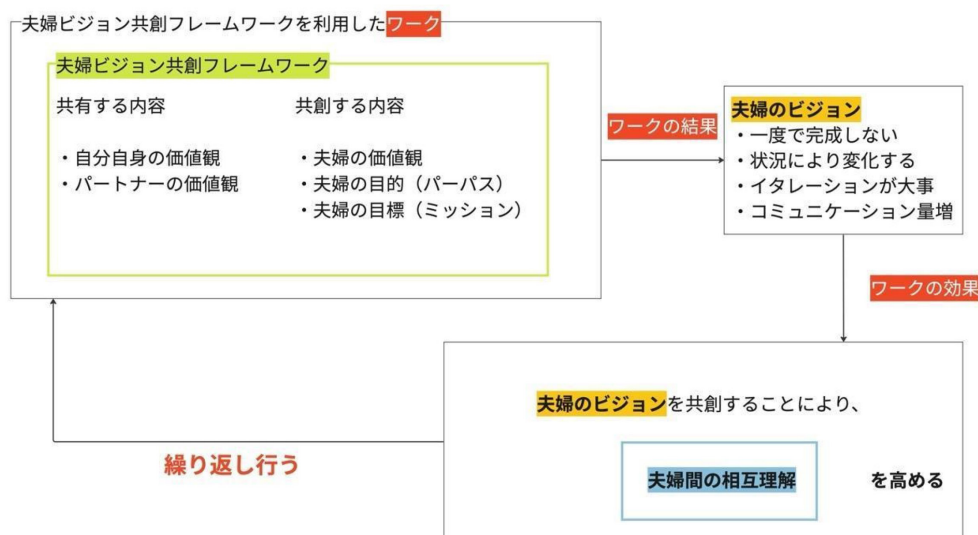 夫婦ビジョン共創フレームワークを利用したワーク
夫婦ビジョン共創フレームワーク
共有する内容
・自分自身の価値観
・パートナーの価値観
共創する内容
・夫婦の価値観
・夫婦の目的（パーパス）
・夫婦の目標（ミッション）
ワークの結果
夫婦のビジョン
・一度で完成しない
・状況により変化する
・イタレーションが大事
・コミュニケーション量増
ワークの効果
夫婦のビジョンを共創することにより、
夫婦間の相互理解 を高める
繰り返し行う